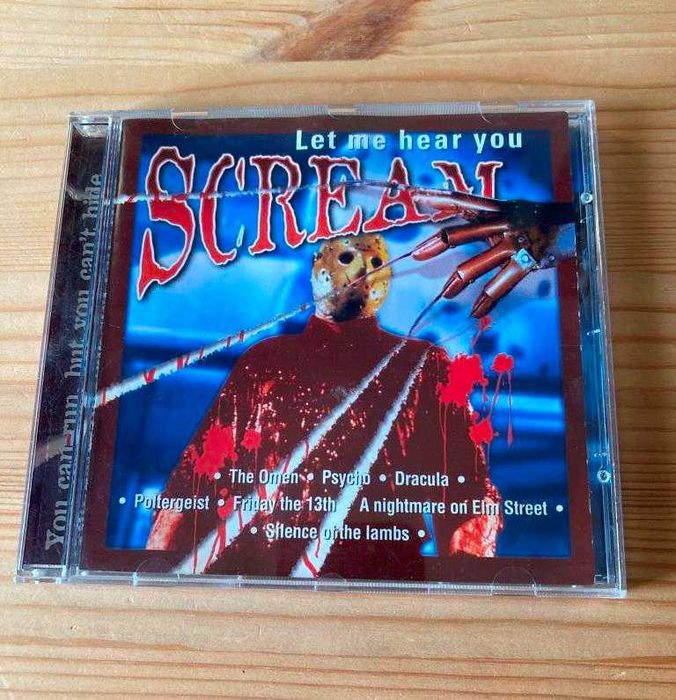 Let me hear you
SCREAM
• The Omen • Psycho • Dracula •
• Poltergeist • Friday the 13th • A nightmare on Elm Street •
• Silence of the lambs •
You can run, but you can't hide